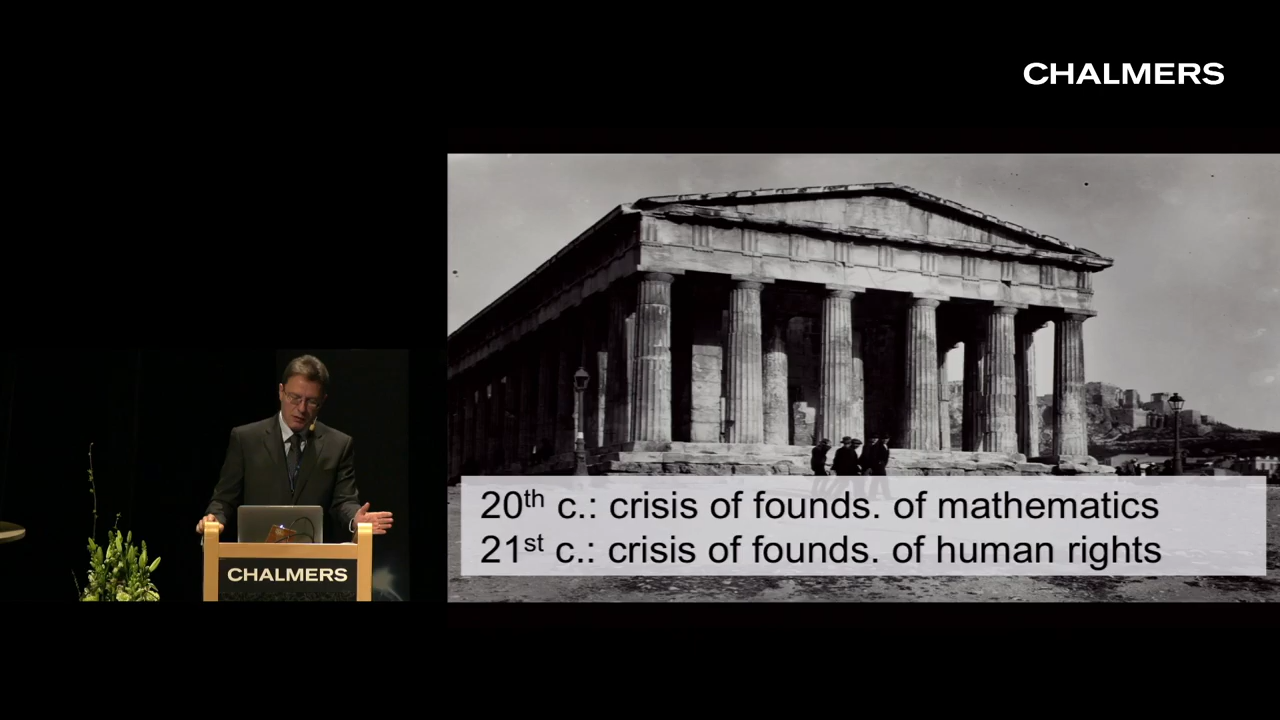 CHALMERS
20th c.: crisis of founds. of mathematics
21st c.: crisis of founds. of human rights
CHALMERS